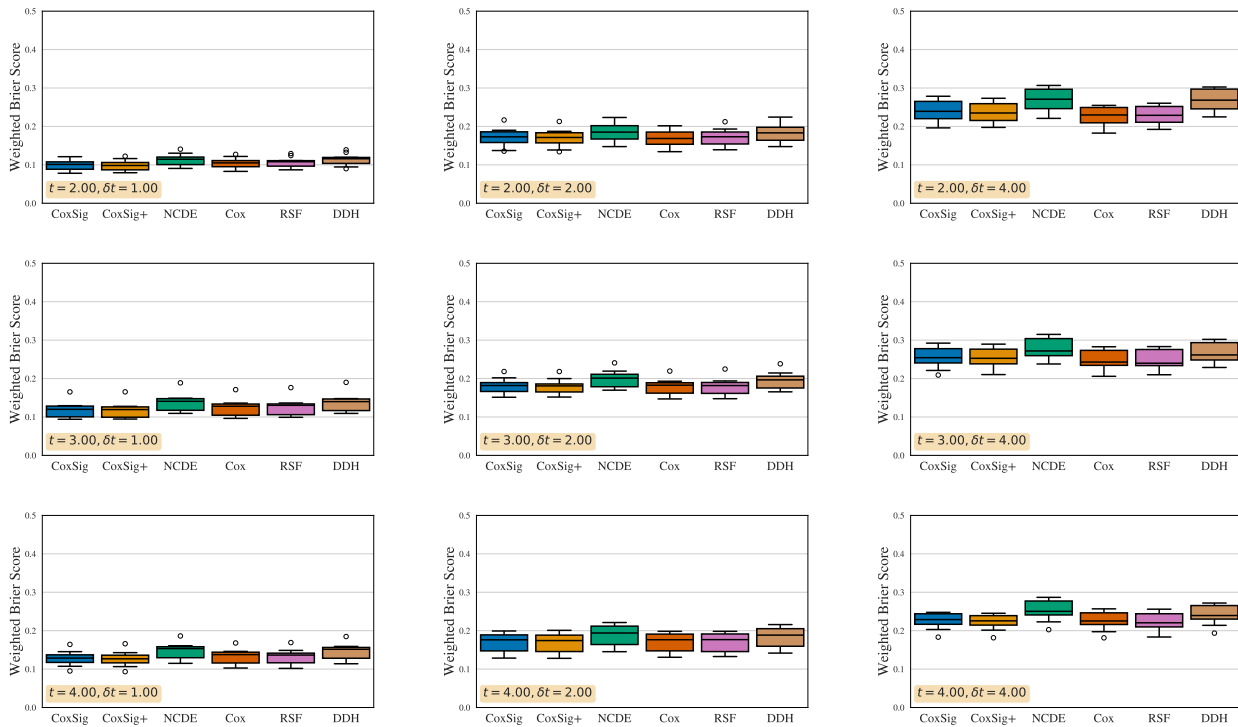 0.5
0.4
0.3
0.2
0.1
0.0
Weighted Brier Score
t = 2.00, δt = 1.00
CoxSig CoxSig+ NCDE Cox RSF DDH
0.5
0.4
0.3
0.2
0.1
0.0
Weighted Brier Score
t = 2.00, δt = 2.00
CoxSig CoxSig+ NCDE Cox RSF DDH
0.5
0.4
0.3
0.2
0.1
0.0
Weighted Brier Score
t = 2.00, δt = 4.00
CoxSig CoxSig+ NCDE Cox RSF DDH
0.5
0.4
0.3
0.2
0.1
0.0
Weighted Brier Score
t = 3.00, δt = 1.00
CoxSig CoxSig+ NCDE Cox RSF DDH
0.5
0.4
0.3
0.2
0.1
0.0
Weighted Brier Score
t = 3.00, δt = 2.00
CoxSig CoxSig+ NCDE Cox RSF DDH
0.5
0.4
0.3
0.2
0.1
0.0
Weighted Brier Score
t = 3.00, δt = 4.00
CoxSig CoxSig+ NCDE Cox RSF DDH
0.5
0.4
0.3
0.2
0.1
0.0
Weighted Brier Score
t = 4.00, δt = 1.00
CoxSig CoxSig+ NCDE Cox RSF DDH
0.5
0.4
0.3
0.2
0.1
0.0
Weighted Brier Score
t = 4.00, δt = 2.00
CoxSig CoxSig+ NCDE Cox RSF DDH
0.5
0.4
0.3
0.2
0.1
0.0
Weighted Brier Score
t = 4.00, δt = 4.00
CoxSig CoxSig+ NCDE Cox RSF DDH